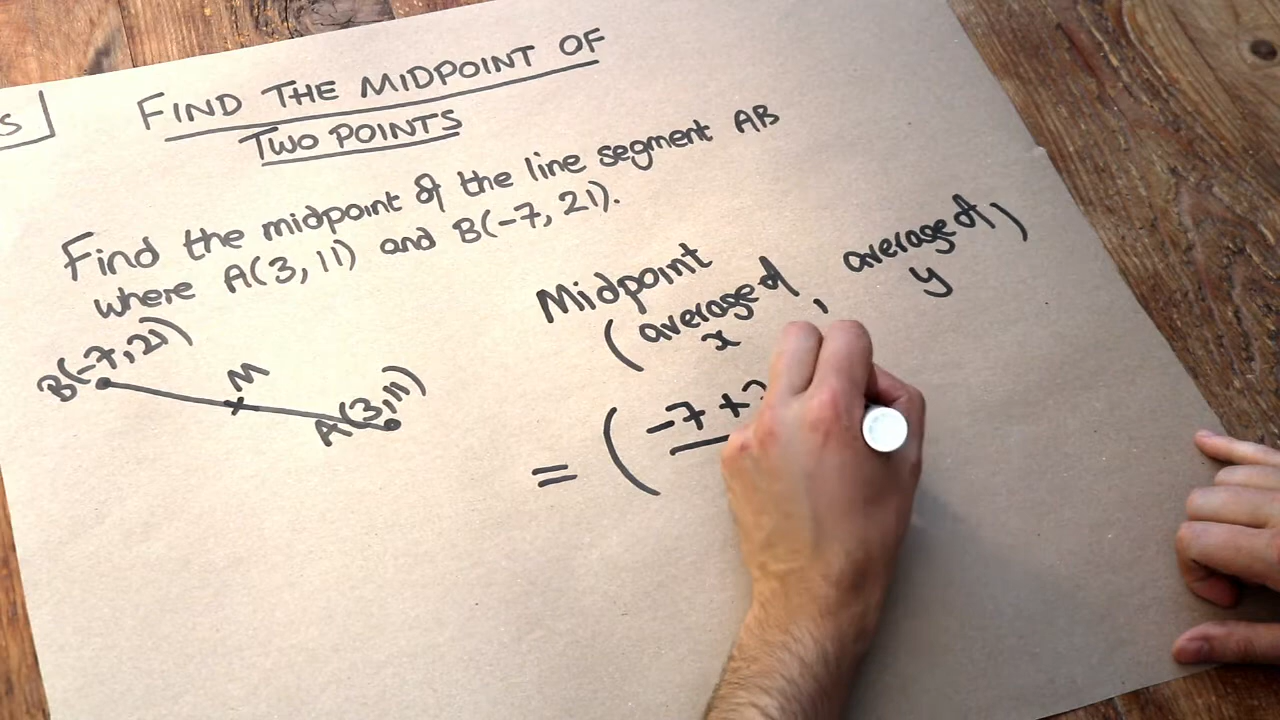 S
FIND THE MIDPOINT OF
TWO POINTS
Find the midpoint of the line segment AB
where A(3, 11) and B(-7, 21).
B(-7, 21)
M
A(3, 11)
Midpoint
(average of x, average of y)
= (-7 +